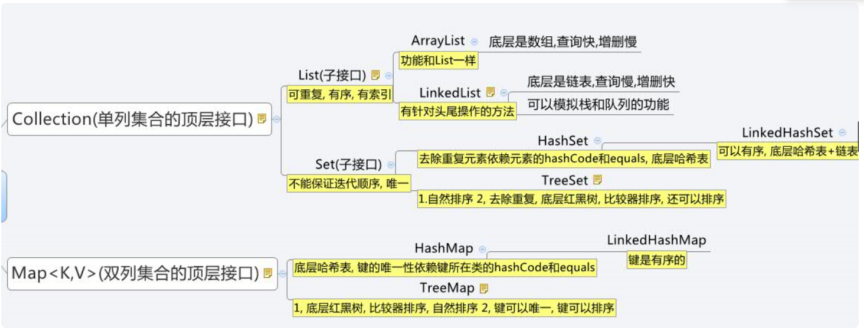 Collection(单列集合的顶层接口)
List(子接口)
可重复, 有序, 有索引
ArrayList
功能和List一样
底层是数组,查询快,增删慢
LinkedList
有针对头尾操作的方法
底层是链表,查询慢,增删快
可以模拟栈和队列的功能
Set(子接口)
不能保证迭代顺序, 唯一
HashSet
去除重复元素依赖元素的hashCode和equals, 底层哈希表
LinkedHashSet
可以有序, 底层哈希表+链表
TreeSet
1.自然排序 2, 去除重复, 底层红黑树, 比较器排序, 还可以排序
Map<K,V>(双列集合的顶层接口)
HashMap
底层哈希表, 键的唯一性依赖键所在类的hashCode和equals
LinkedHashMap
键是有序的
TreeMap
1, 底层红黑树, 比较器排序, 自然排序 2, 键可以唯一, 键可以排序